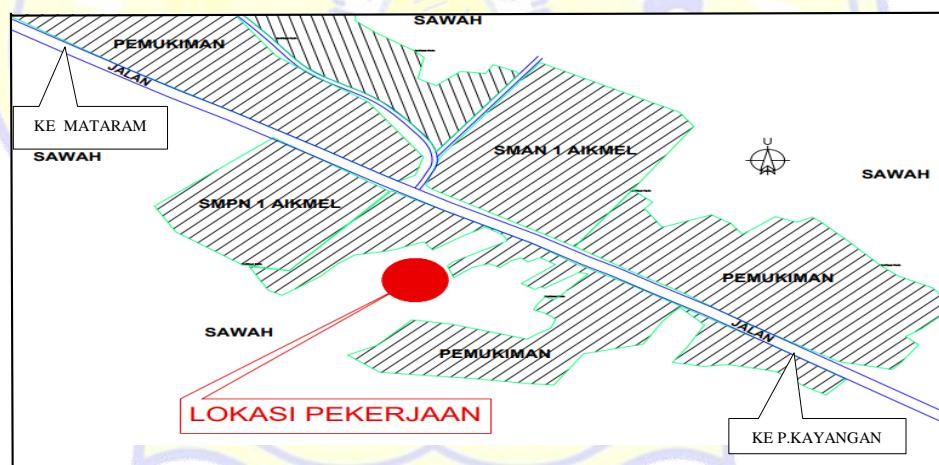 SAWAH
PEMUKIMAN
JALAN
KE MATARAM
U
SMAN 1 AIKMEL
SAWAH
SAWAH
SMPN 1 AIKMEL
PEMUKIMAN
SAWAH
JALAN
PEMUKIMAN
LOKASI PEKERJAAN
KE P.KAYANGAN